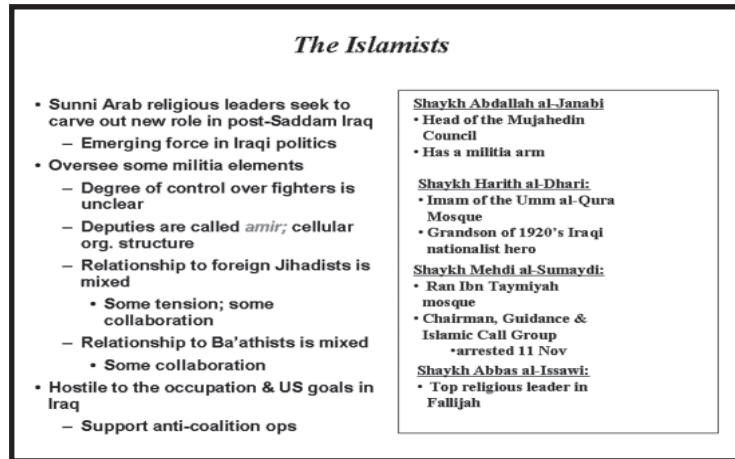 The Islamists
• Sunni Arab religious leaders seek to
carve out new role in post-Saddam Iraq
– Emerging force in Iraqi politics
• Oversee some militia elements
– Degree of control over fighters is
unclear
– Deputies are called amir; cellular
org. structure
– Relationship to foreign Jihadists is
mixed
• Some tension; some
collaboration
– Relationship to Ba'athists is mixed
• Some collaboration
• Hostile to the occupation & US goals in
Iraq
– Support anti-coalition ops
Shaykh Abdallah al-Janabi
• Head of the Mujahedin
Council
• Has a militia arm
Shaykh Harith al-Dhari:
• Imam of the Umm al-Qura
Mosque
• Grandson of 1920's Iraqi
nationalist hero
Shaykh Mehdi al-Sumaydi:
• Ran Ibn Taymiyah
mosque
• Chairman, Guidance &
Islamic Call Group
•arrested 11 Nov
Shaykh Abbas al-Issawi:
• Top religious leader in
Fallijah